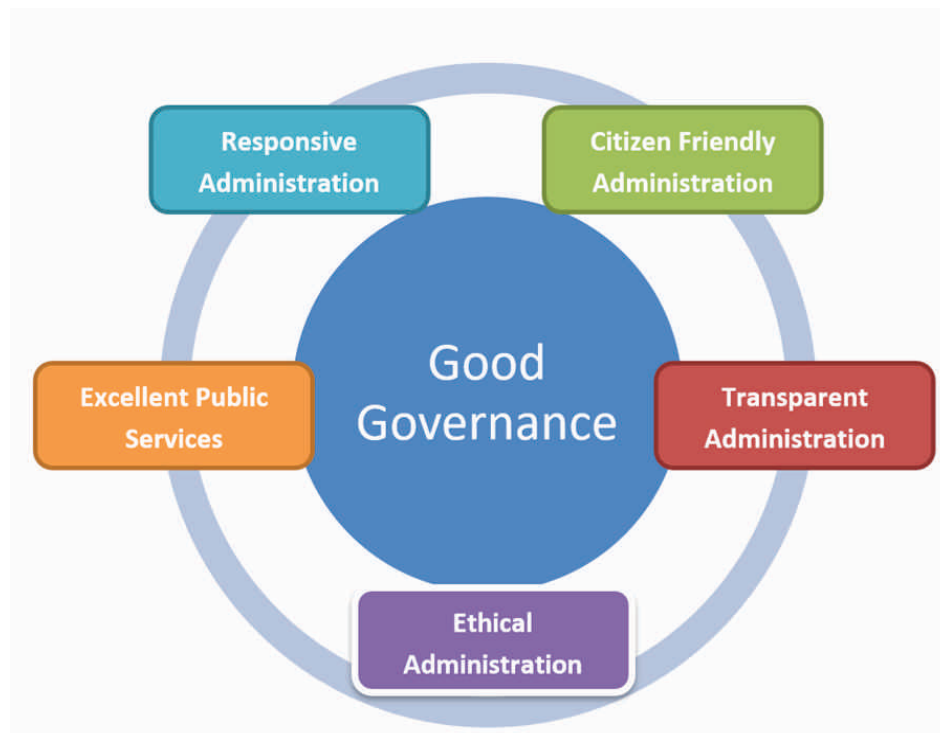 Responsive
Administration
Citizen Friendly
Administration
Excellent Public
Services
Good
Governance
Transparent
Administration
Ethical
Administration